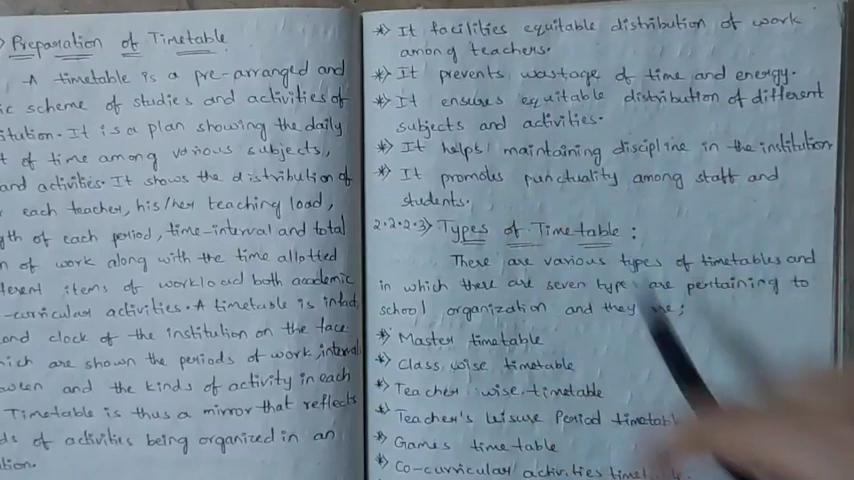 Preparation of Timetable
A timetable is a pre-arranged and
ic scheme of studies and activities of
itution. It is a plan showing the daily
t of time among various subjects,
and activities. It shows the distribution of
each teacher, his/her teaching load,
gth of each period, time-interval and total
n of work along with the time allotted
ferent items of workload both academic
-curricular activities. A timetable is infact,
ond clock of the institution on the face
hich are shown the periods of work, interval
ween and the kinds of activity in each
Timetable is thus a mirror that reflects
ds of activities being organized in an
tion.
*> It facilities equitable distribution of work
among teachers.
*> It prevents wastage of time and energy.
*> It ensures equitable distribution of different
subjects and activities.
*> It helps maintaining discipline in the institution
*> It promotes punctuality among staff and
students.
2.2.2.3> Types of Timetable :
There are various types of timetables and
in which there are seven type are pertaining to
school organization and they
*> Master timetable
*> Class wise timetable
*> Teacher wise timetable
*> Teacher's leisure Period timetabl
*> Games timetable
*> Co-curricular activities